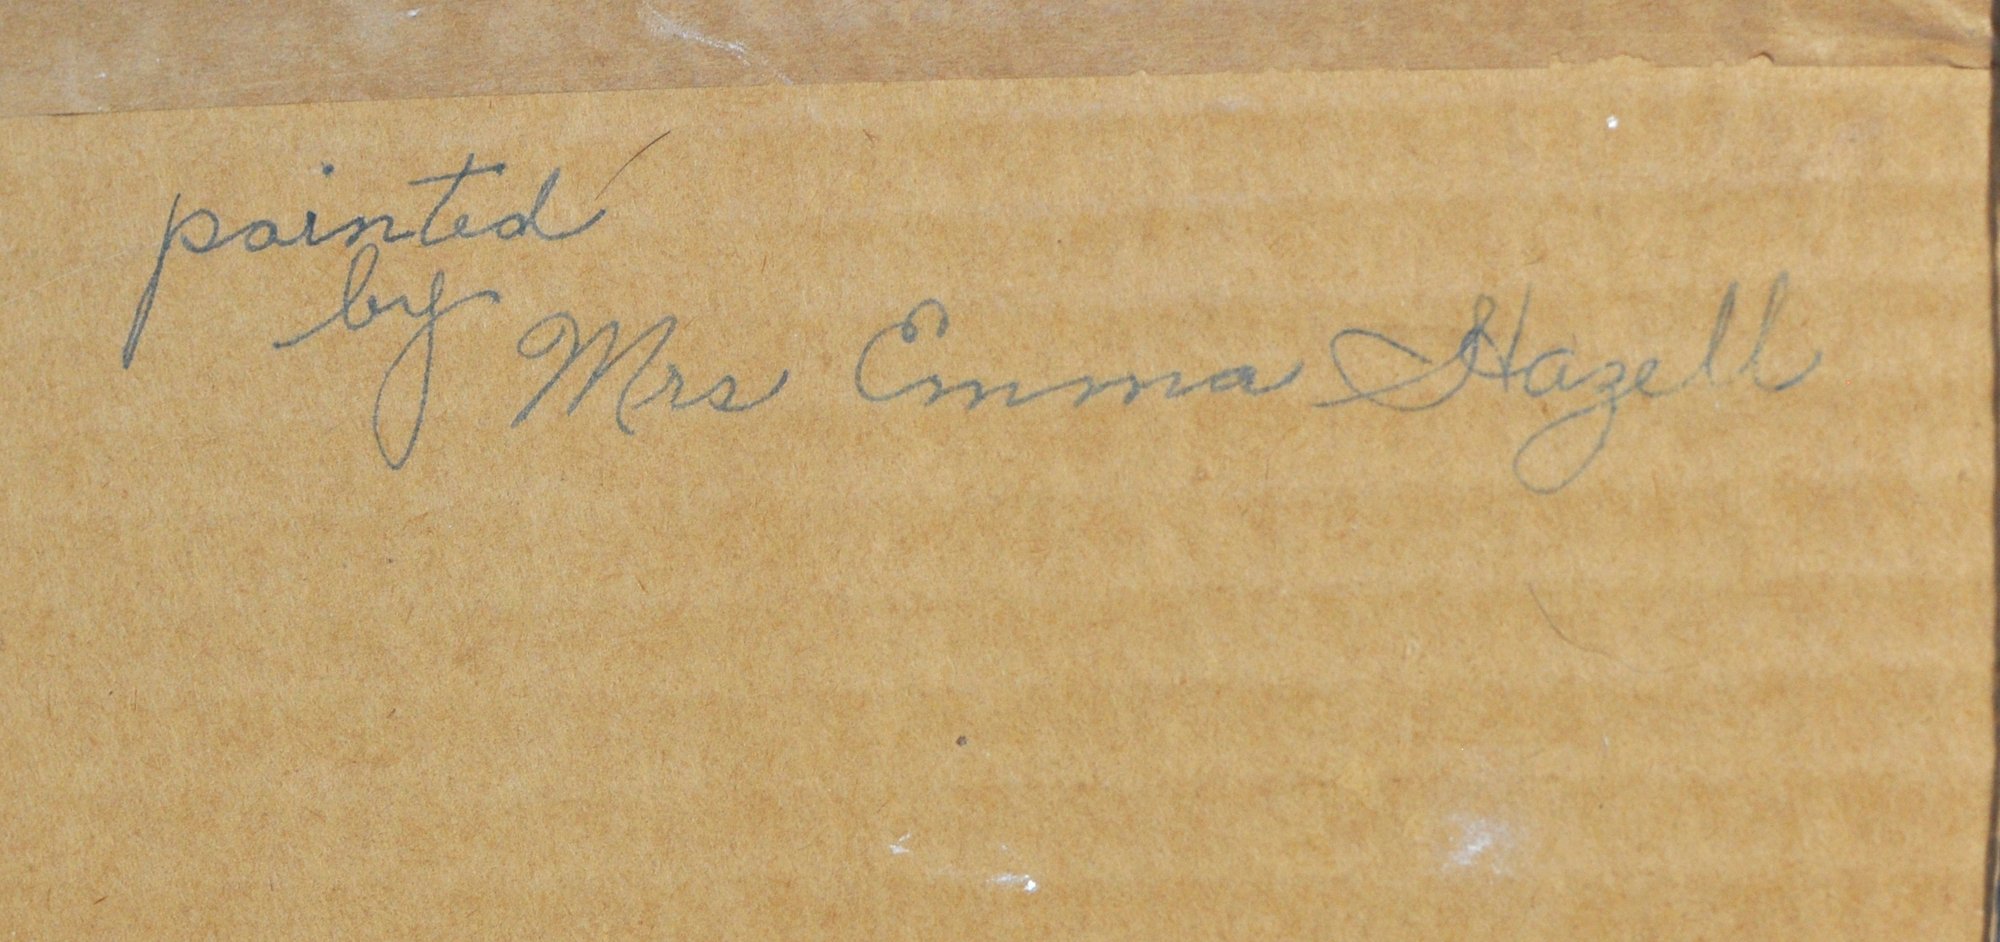 painted
by
Mrs Emma Hazell